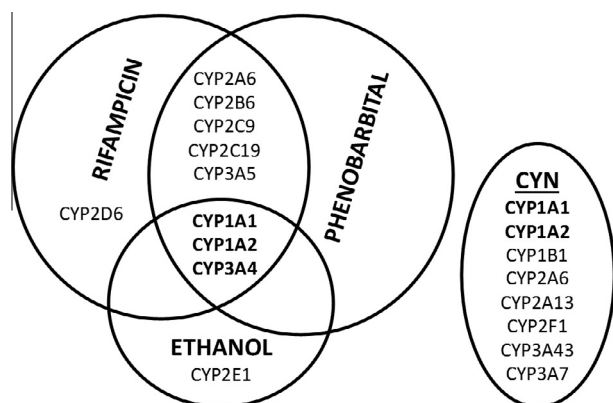 RIFAMPICIN
CYP2D6
CYP2A6
CYP2B6
CYP2C9
CYP2C19
CYP3A5
PHENOBARBITAL
CYP1A1
CYP1A2
CYP3A4
ETHANOL
CYP2E1
CYN
CYP1A1
CYP1A2
CYP1B1
CYP2A6
CYP2A13
CYP2F1
CYP3A43
CYP3A7